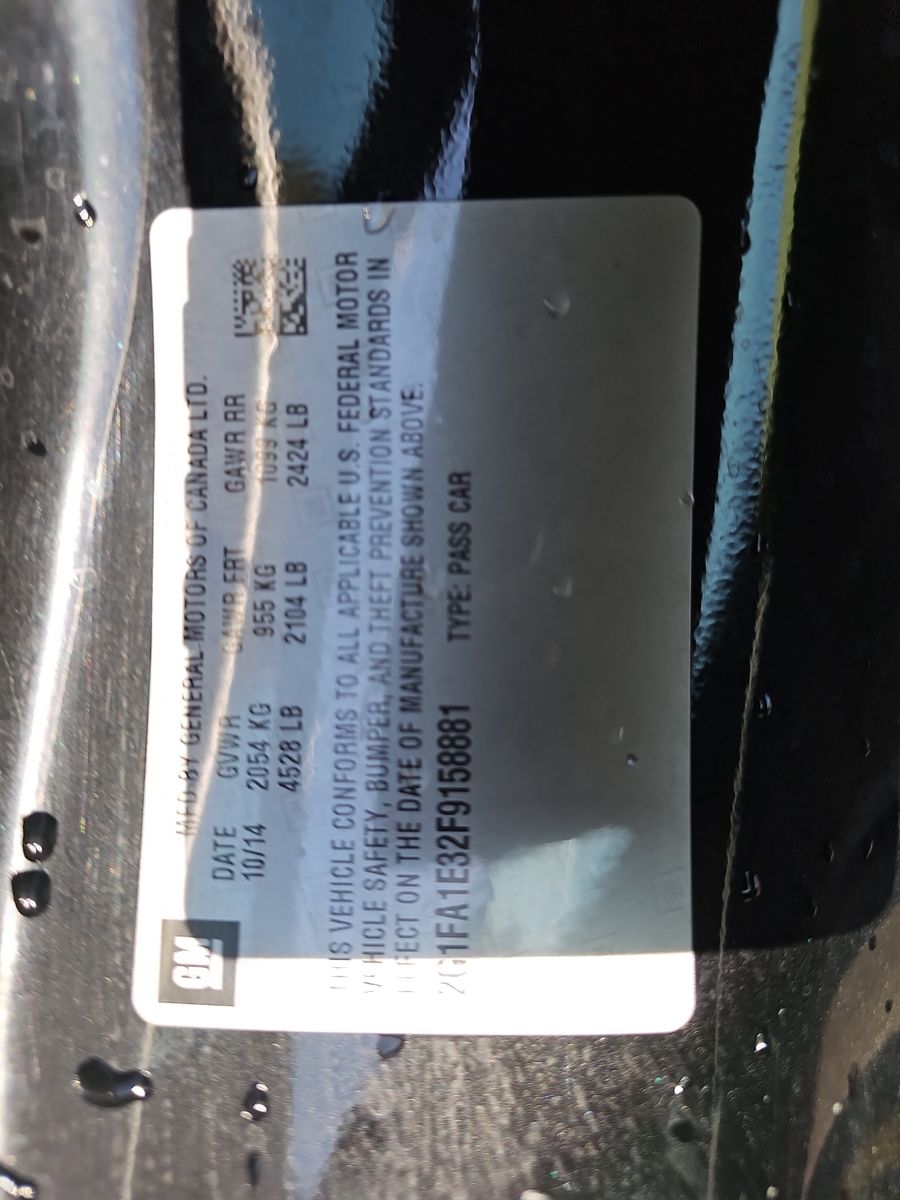 GM
MFD BY GENERAL MOTORS OF CANADA LTD.
DATE GVWR GAWR FRT GAWR RR
10/14 2054 KG 955 KG 1099 KG
4528 LB 2104 LB 2424 LB
THIS VEHICLE CONFORMS TO ALL APPLICABLE U.S. FEDERAL MOTOR
VEHICLE SAFETY, BUMPER, AND THEFT PREVENTION STANDARDS IN
EFFECT ON THE DATE OF MANUFACTURE SHOWN ABOVE.
2G1FA1E32F9158881 TYPE: PASS CAR